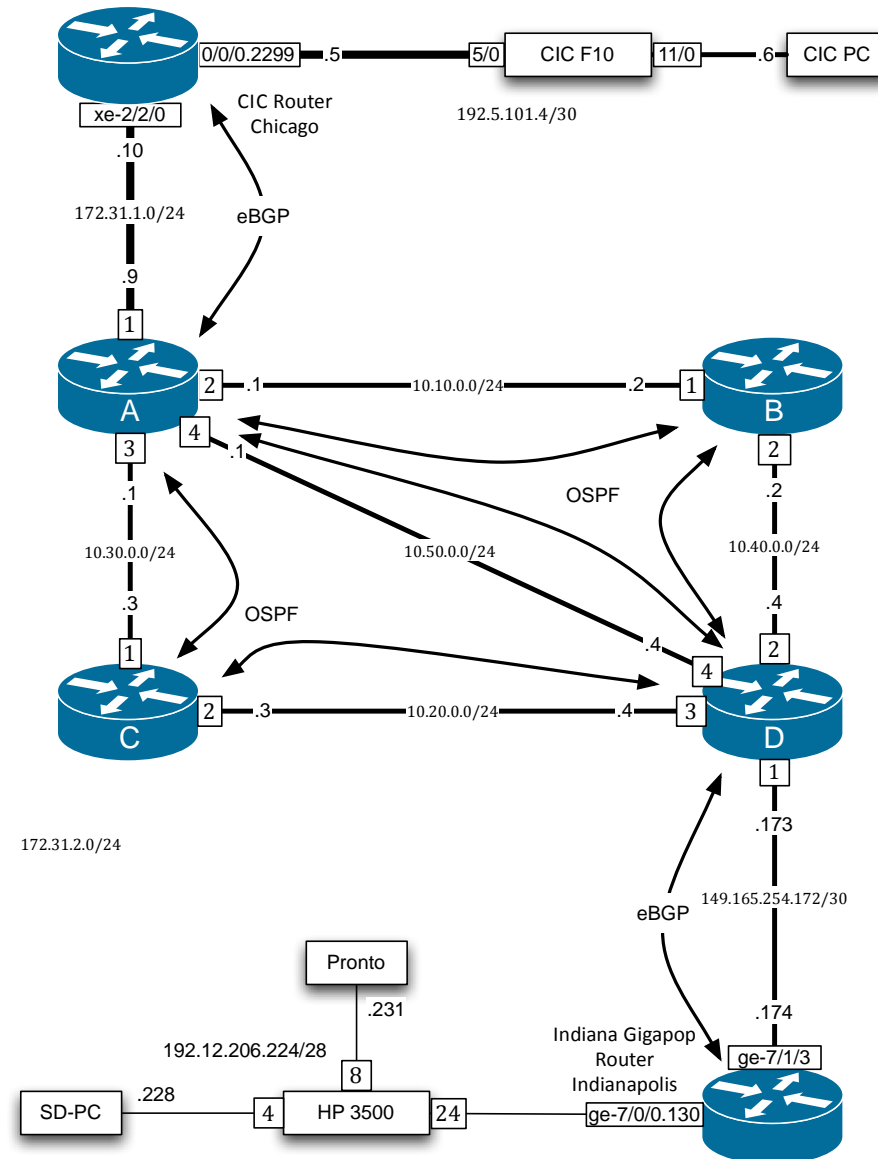 0/0/0.2299
.5
5/0
CIC F10
11/0
.6
CIC PC
xe-2/2/0
CIC Router
Chicago
192.5.101.4/30
.10
172.31.1.0/24
eBGP
.9
1
A
2
.1
10.10.0.0/24
.2
1
B
3
4
.1
2
.1
OSPF
.2
10.30.0.0/24
10.50.0.0/24
10.40.0.0/24
.3
OSPF
.4
1
.4
2
4
C
2
.3
10.20.0.0/24
.4
3
D
1
172.31.2.0/24
.173
149.165.254.172/30
eBGP
Pronto
.231
.174
192.12.206.224/28
Indiana Gigapop
Router
Indianapolis
ge-7/1/3
8
SD-PC
.228
4
HP 3500
24
ge-7/0/0.130